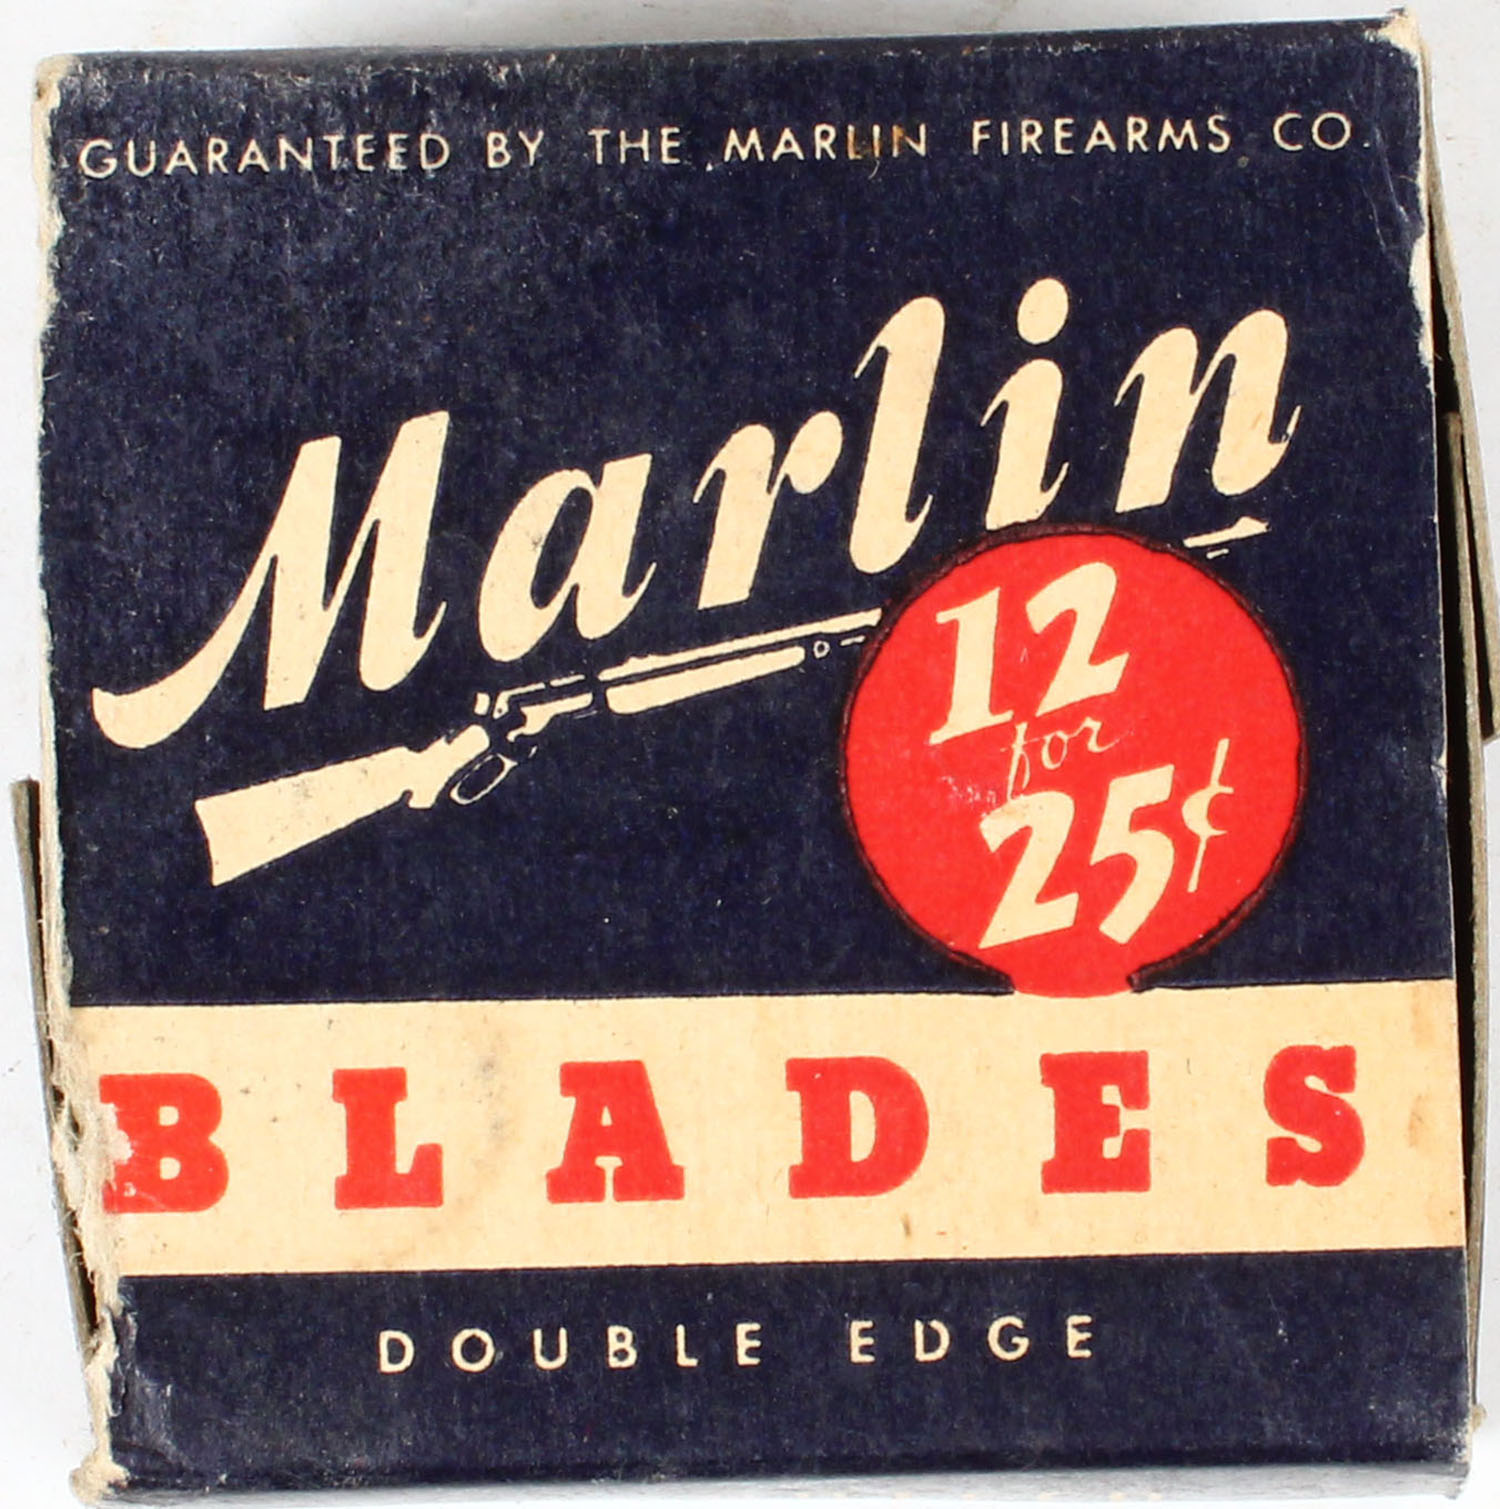 GUARANTEED BY THE MARLIN FIREARMS CO.
Marlin
12
for
25¢
BLADES
DOUBLE EDGE